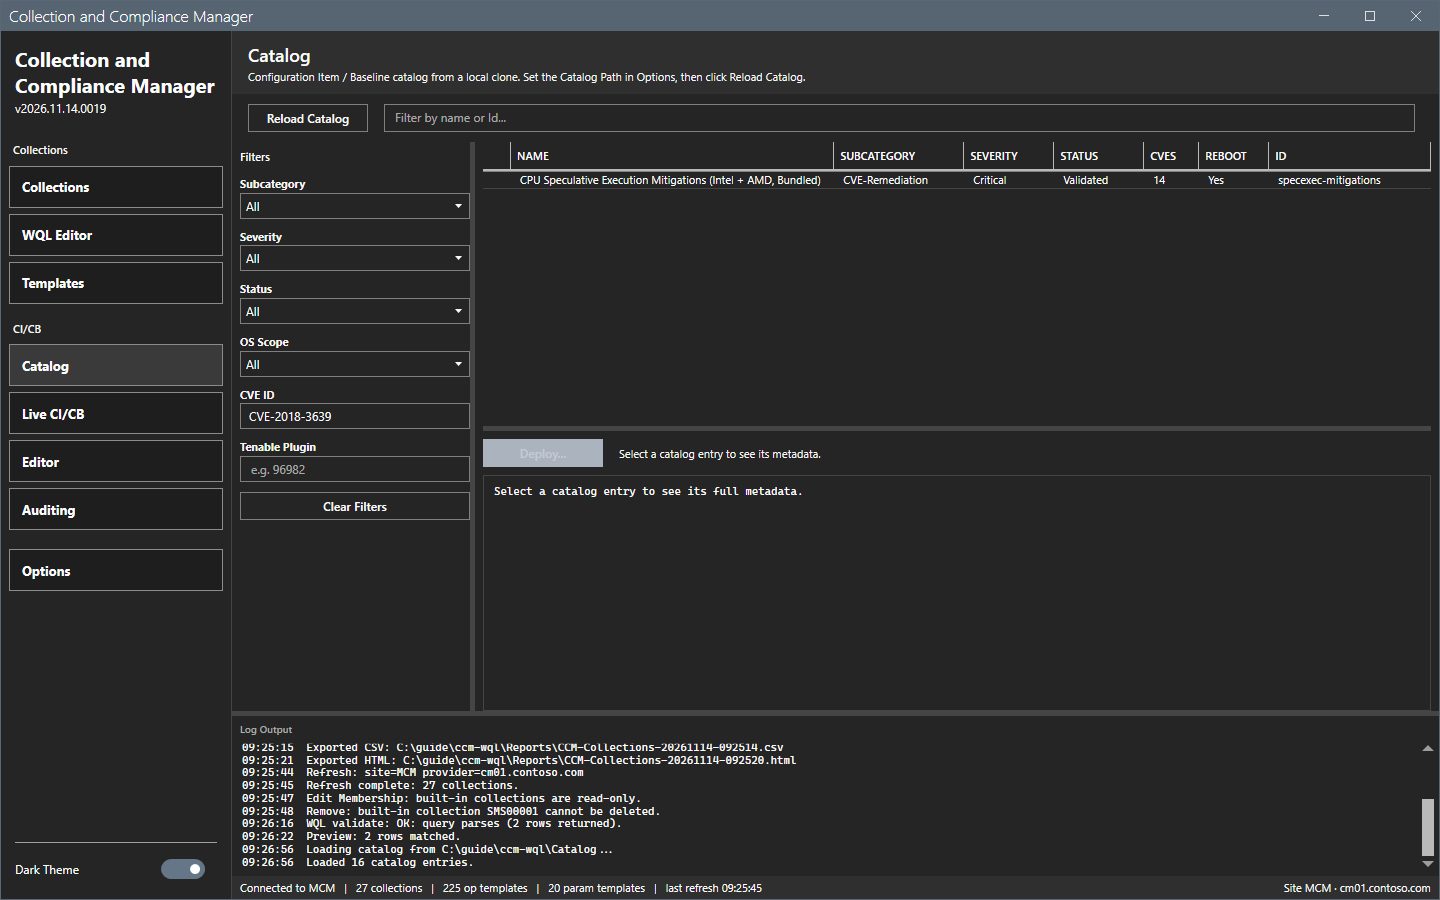 Collection and Compliance Manager
Collection and
Compliance Manager
v2026.11.14.0019
Collections
Collections
WQL Editor
Templates
CI/CB
Catalog
Live CI/CB
Editor
Auditing
Options
Dark Theme
Catalog
Configuration Item / Baseline catalog from a local clone. Set the Catalog Path in Options, then click Reload Catalog.
Reload Catalog
Filter by name or Id...
Filters
Subcategory
All
Severity
All
Status
All
OS Scope
All
CVE ID
CVE-2018-3639
Tenable Plugin
e.g. 96982
Clear Filters
NAME SUBCATEGORY SEVERITY STATUS CVES REBOOT ID
CPU Speculative Execution Mitigations (Intel + AMD, Bundled) CVE-Remediation Critical Validated 14 Yes specexec-mitigations
Deploy... Select a catalog entry to see its metadata.
Select a catalog entry to see its full metadata.
Log Output
09:25:15 Exported CSV: C:\guide\ccm-wql\Reports\CCM-Collections-20261114-092514.csv
09:25:21 Exported HTML: C:\guide\ccm-wql\Reports\CCM-Collections-20261114-092520.html
09:25:44 Refresh: site=MCM provider=cm01.contoso.com
09:25:45 Refresh complete: 27 collections.
09:25:47 Edit Membership: built-in collections are read-only.
09:25:48 Remove: built-in collection SMS00001 cannot be deleted.
09:26:16 WQL validate: OK: query parses (2 rows returned).
09:26:22 Preview: 2 rows matched.
09:26:56 Loading catalog from C:\guide\ccm-wql\Catalog...
09:26:56 Loaded 16 catalog entries.
Connected to MCM | 27 collections | 225 op templates | 20 param templates | last refresh 09:25:45
Site MCM · cm01.contoso.com